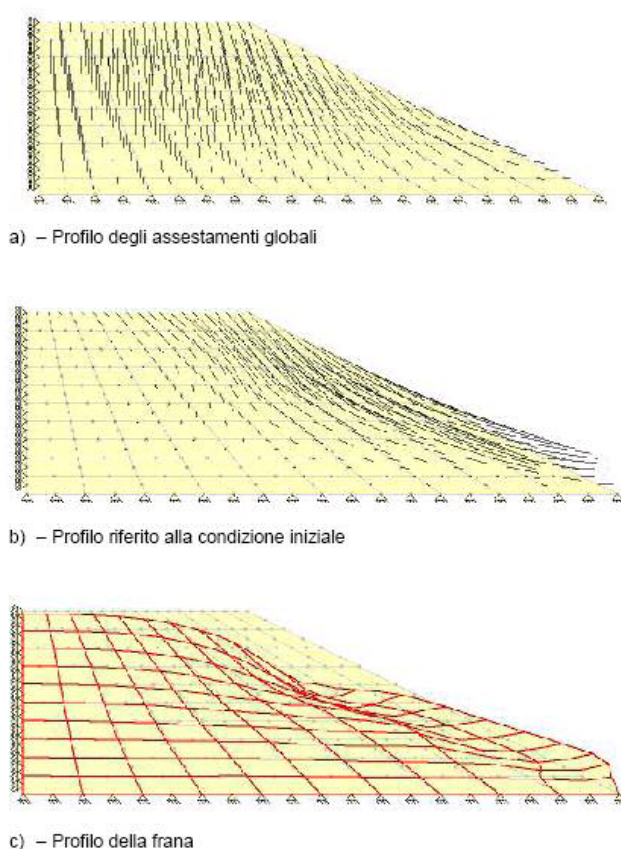 a) – Profilo degli assestamenti globali
b) – Profilo riferito alla condizione iniziale
c) – Profilo della frana